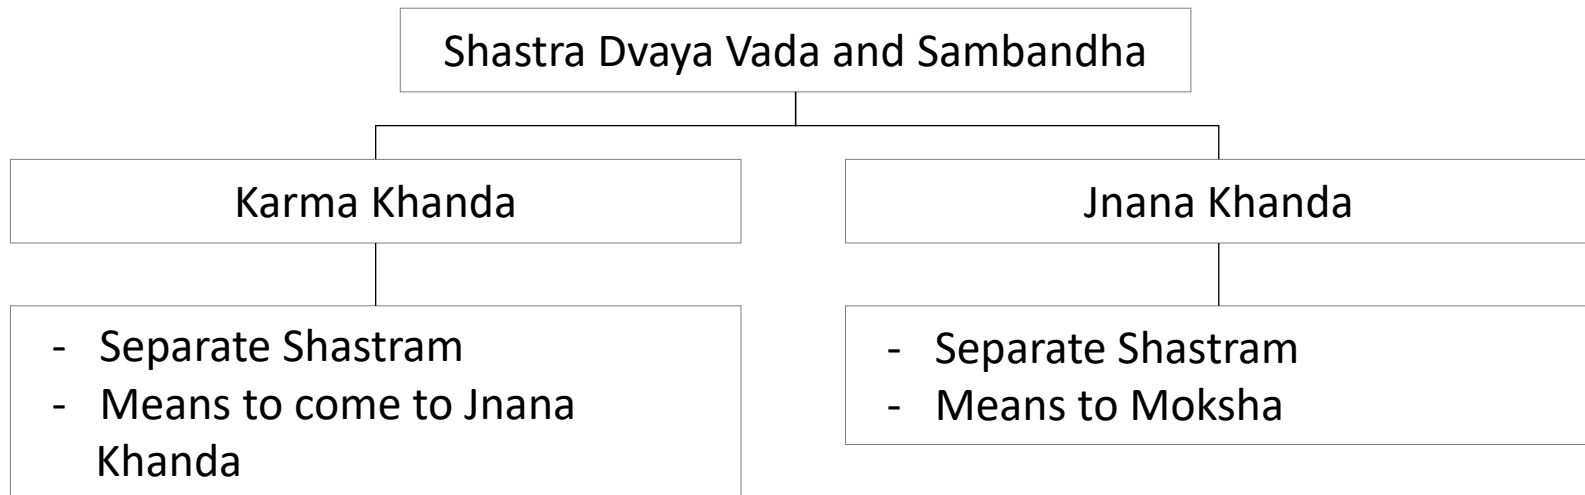 Shastra Dvaya Vada and Sambandha
Karma Khanda
Jnana Khanda
- Separate Shastram
- Means to come to Jnana
Khanda
- Separate Shastram
- Means to Moksha